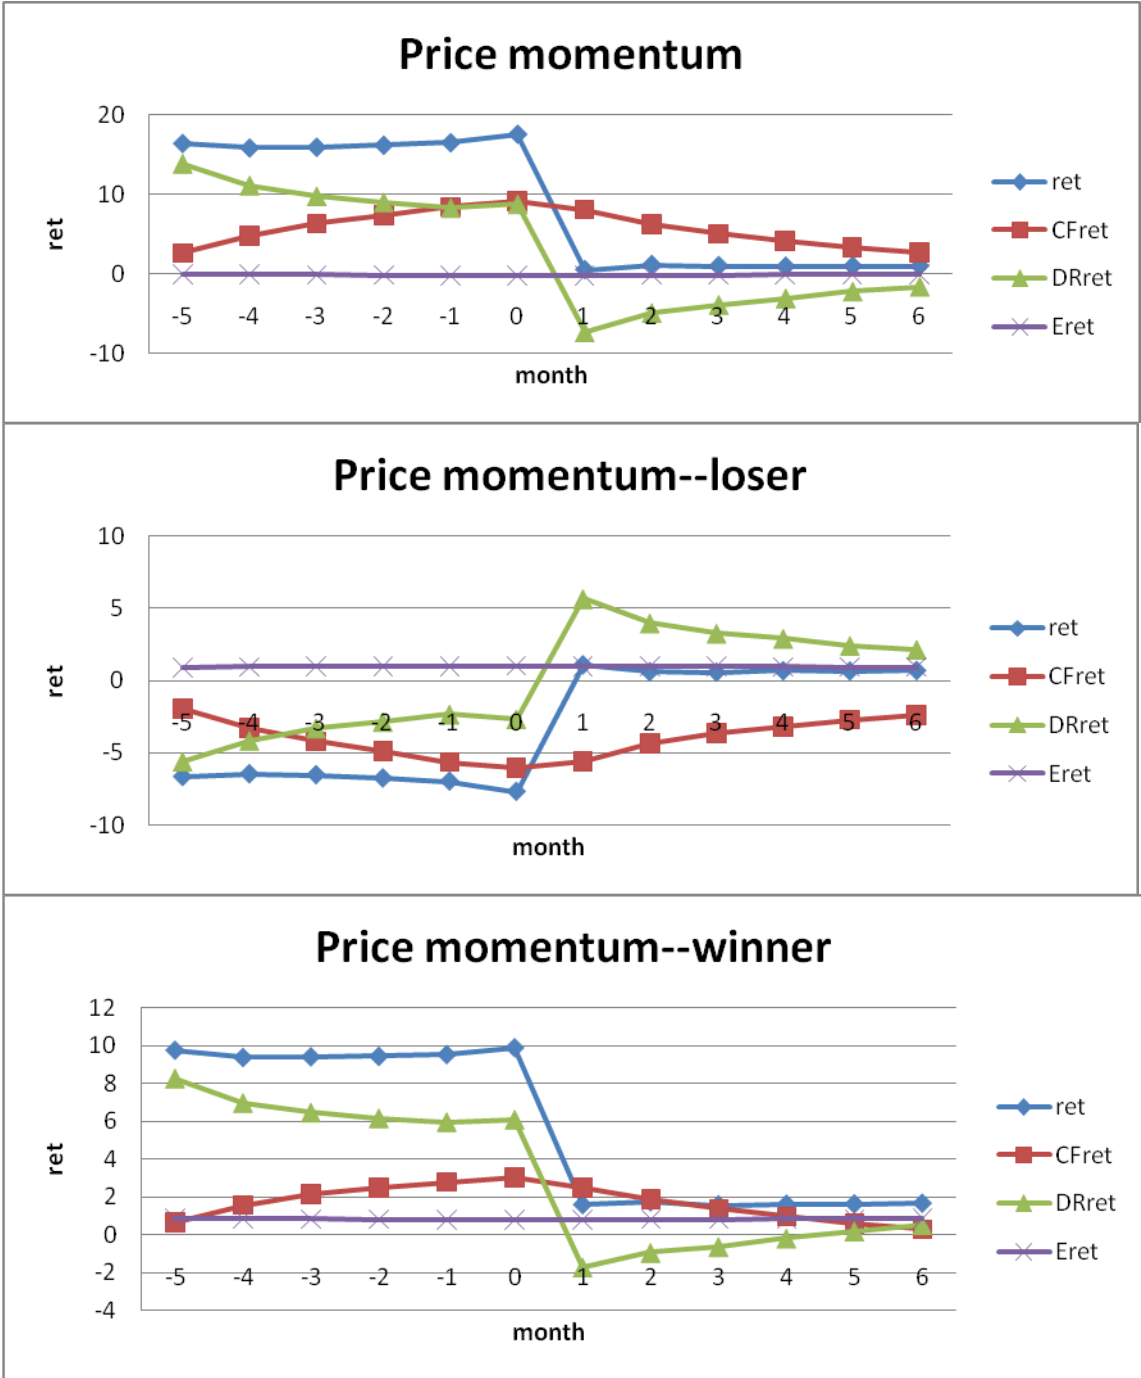 Price momentum
20
10
0
-10
ret
-5 -4 -3 -2 -1 0 1 2 3 4 5 6
month
ret
CFret
DRret
Eret
Price momentum--loser
10
5
0
-5
-10
ret
-5 -4 -3 -2 -1 0 1 2 3 4 5 6
month
ret
CFret
DRret
Eret
Price momentum--winner
12
10
8
6
4
2
0
-2
-4
ret
-5 -4 -3 -2 -1 0 1 2 3 4 5 6
month
ret
CFret
DRret
Eret